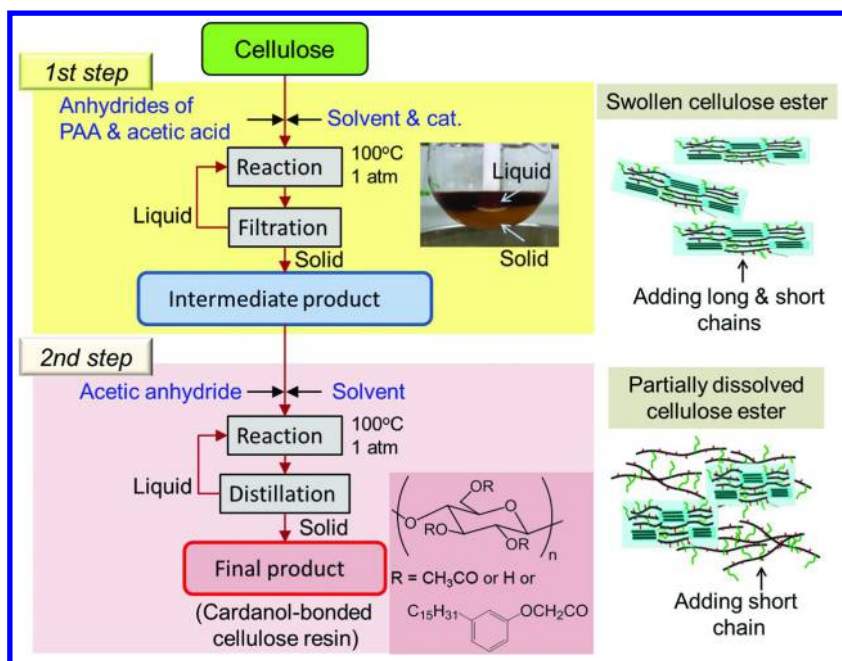 Cellulose
1st step
Anhydrides of
PAA & acetic acid
Solvent & cat.
Reaction
100°C
1 atm
Liquid
Filtration
Solid
Intermediate product
Liquid
Solid
Swollen cellulose ester
Adding long & short
chains
2nd step
Acetic anhydride
Solvent
Reaction
100°C
1 atm
Liquid
Distillation
Solid
Final product
(Cardanol-bonded
cellulose resin)
OR
O
O
RO
OR
n
R = CH₃CO or H or
C₁₅H₃₁
OCH₂CO
Partially dissolved
cellulose ester
Adding short
chain